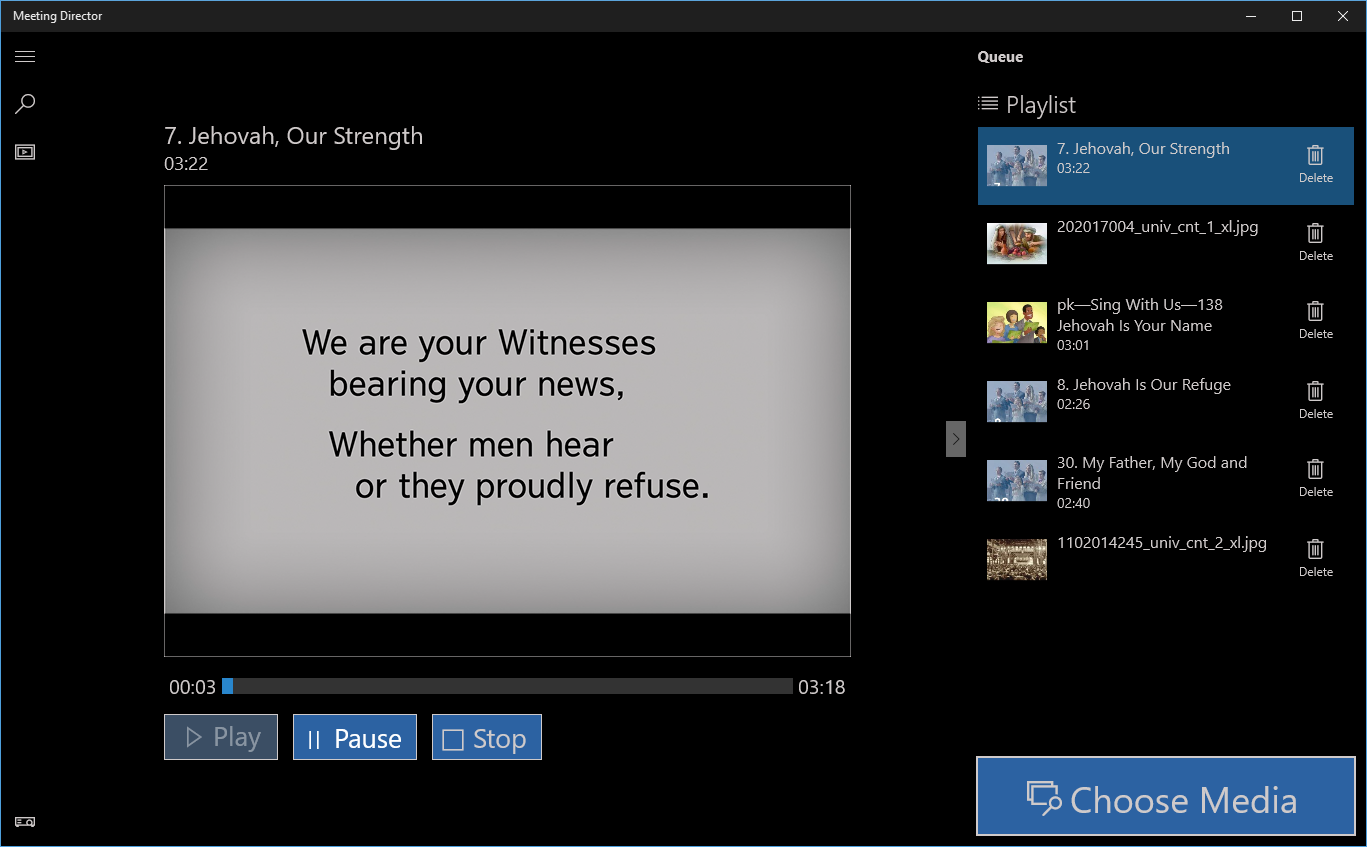 Meeting Director
7. Jehovah, Our Strength
03:22
We are your Witnesses
bearing your news,
Whether men hear
or they proudly refuse.
00:03
03:18
Play
Pause
Stop
Queue
Playlist
7. Jehovah, Our Strength
03:22
Delete
202017004_univ_cnt_1_xl.jpg
Delete
pk—Sing With Us—138
Jehovah Is Your Name
03:01
Delete
8. Jehovah Is Our Refuge
02:26
Delete
30. My Father, My God and
Friend
02:40
Delete
1102014245_univ_cnt_2_xl.jpg
Delete
Choose Media